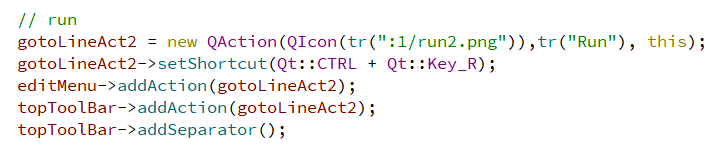 // run
gotoLineAct2 = new QAction(QIcon(tr(":1/run2.png")),tr("Run"), this);
gotoLineAct2->setShortcut(Qt::CTRL + Qt::Key_R);
editMenu->addAction(gotoLineAct2);
topToolBar->addAction(gotoLineAct2);
topToolBar->addSeparator();